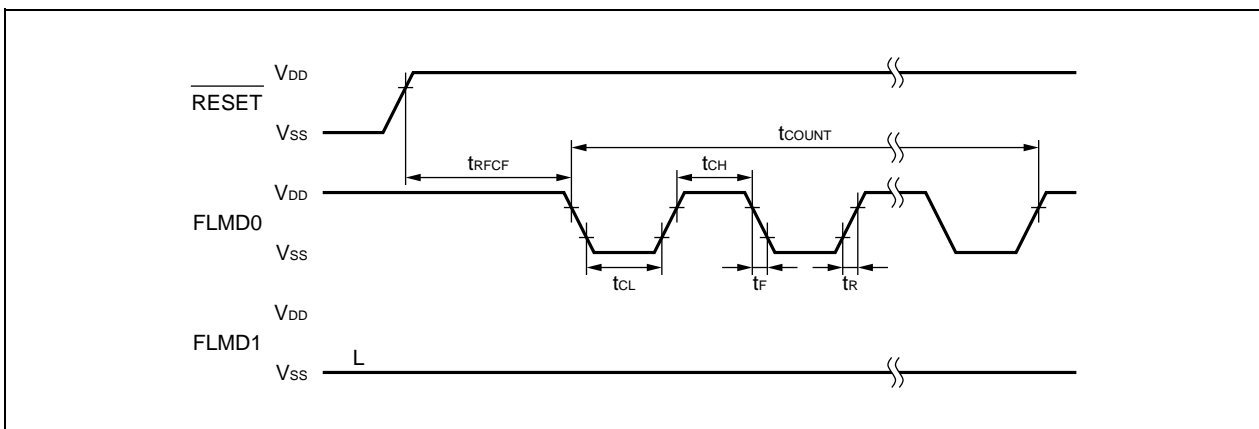 VDD
RESET
VSS
tCOUNT
tRFCF
tCH
VDD
FLMD0
VSS
tCL
tF
tR
VDD
FLMD1
L
VSS